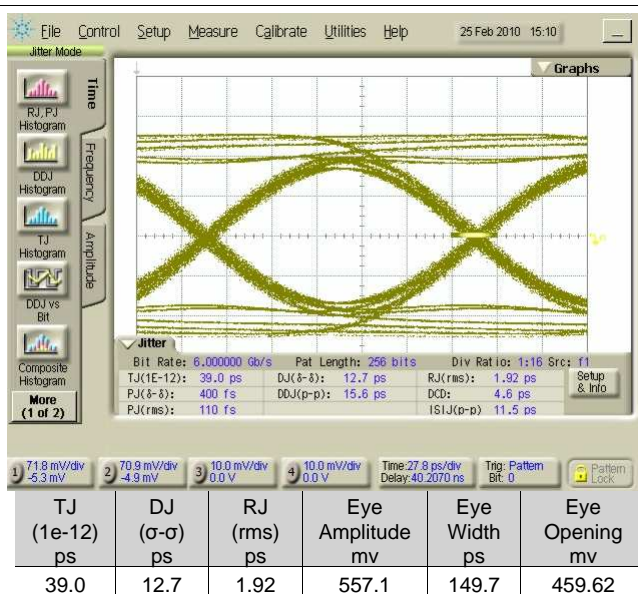 File Control Setup Measure Calibrate Utilities Help 25 Feb 2010 15:10
Jitter Mode
Graphs
Time
Frequency
Amplitude
RJ, PJ
Histogram
DDJ
Histogram
TJ
Histogram
DDJ vs
Bit
Composite
Histogram
More
(1 of 2)
Jitter
Bit Rate: 6.000000 Gb/s Pat Length: 256 bits Div Ratio: 1:16 Src: f1
TJ(1E-12): 39.0 ps DJ(δ-δ): 12.7 ps RJ(rms): 1.92 ps
PJ(δ-δ): 400 fs DDJ(p-p): 15.6 ps DCD: 4.6 ps
PJ(rms): 110 fs ISIJ(p-p) 11.5 ps
Setup
& Info
1 71.8 mV/div 2 70.9 mV/div 3 10.0 mV/div 4 10.0 mV/div Time:27.8 ps/div Trig: Pattern Pattern
-5.3 mV -4.9 mV 0.0 V 0.0 V Delay:40.2070 ns Bit: 0 Lock
TJ DJ RJ Eye Eye Eye
(1e-12) (σ-σ) (rms) Amplitude Width Opening
ps ps ps mv ps mv
39.0 12.7 1.92 557.1 149.7 459.62